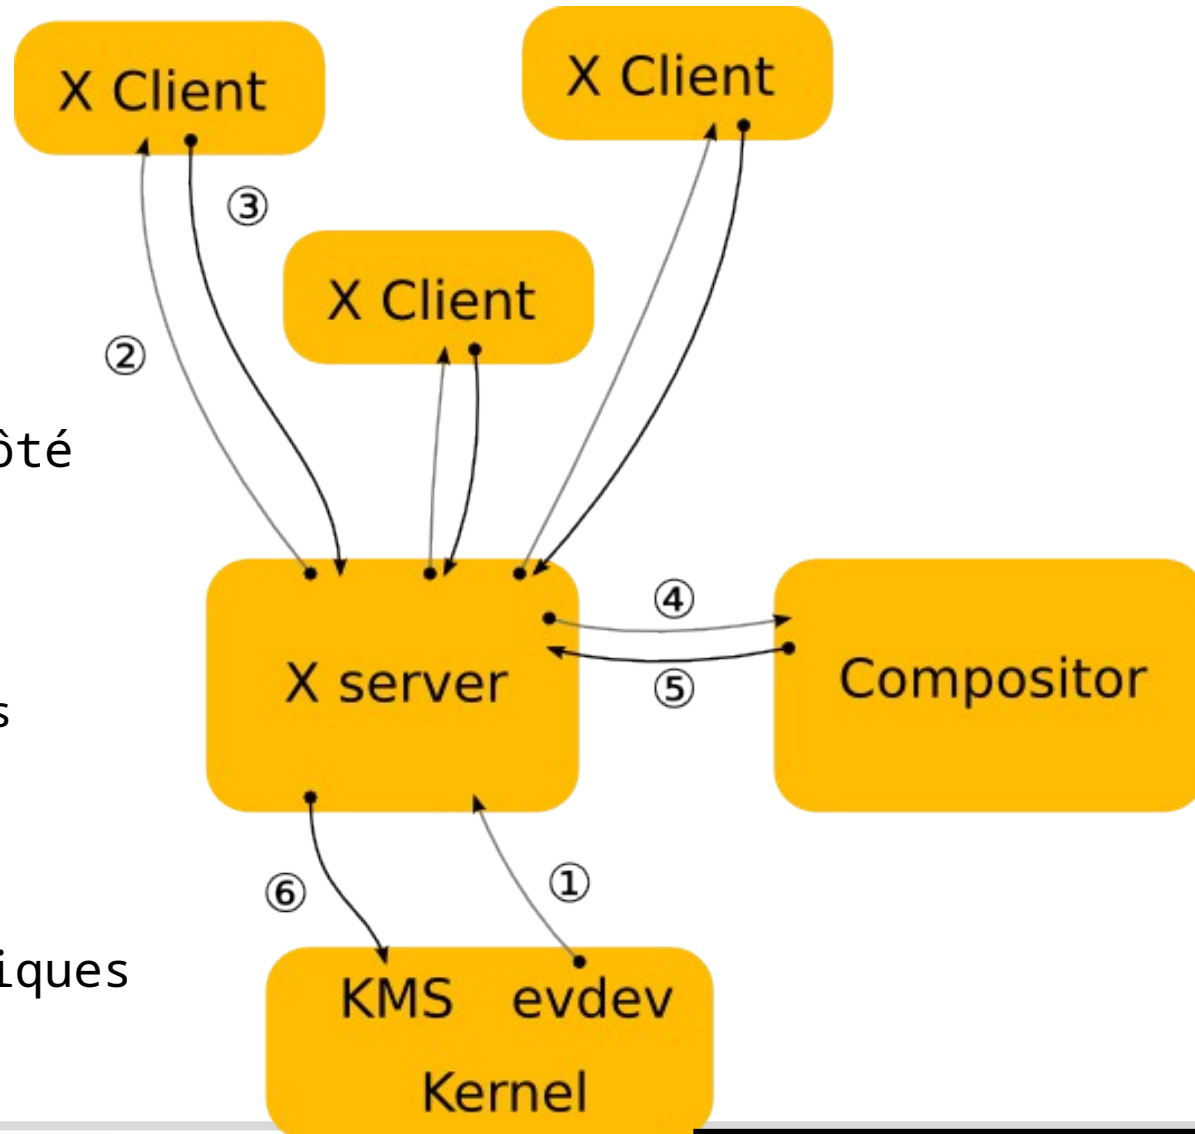 X Client
X Client
③
X Client
②
ôté
④
X server
Compositor
⑤
s
⑥
①
iques
KMS evdev
Kernel